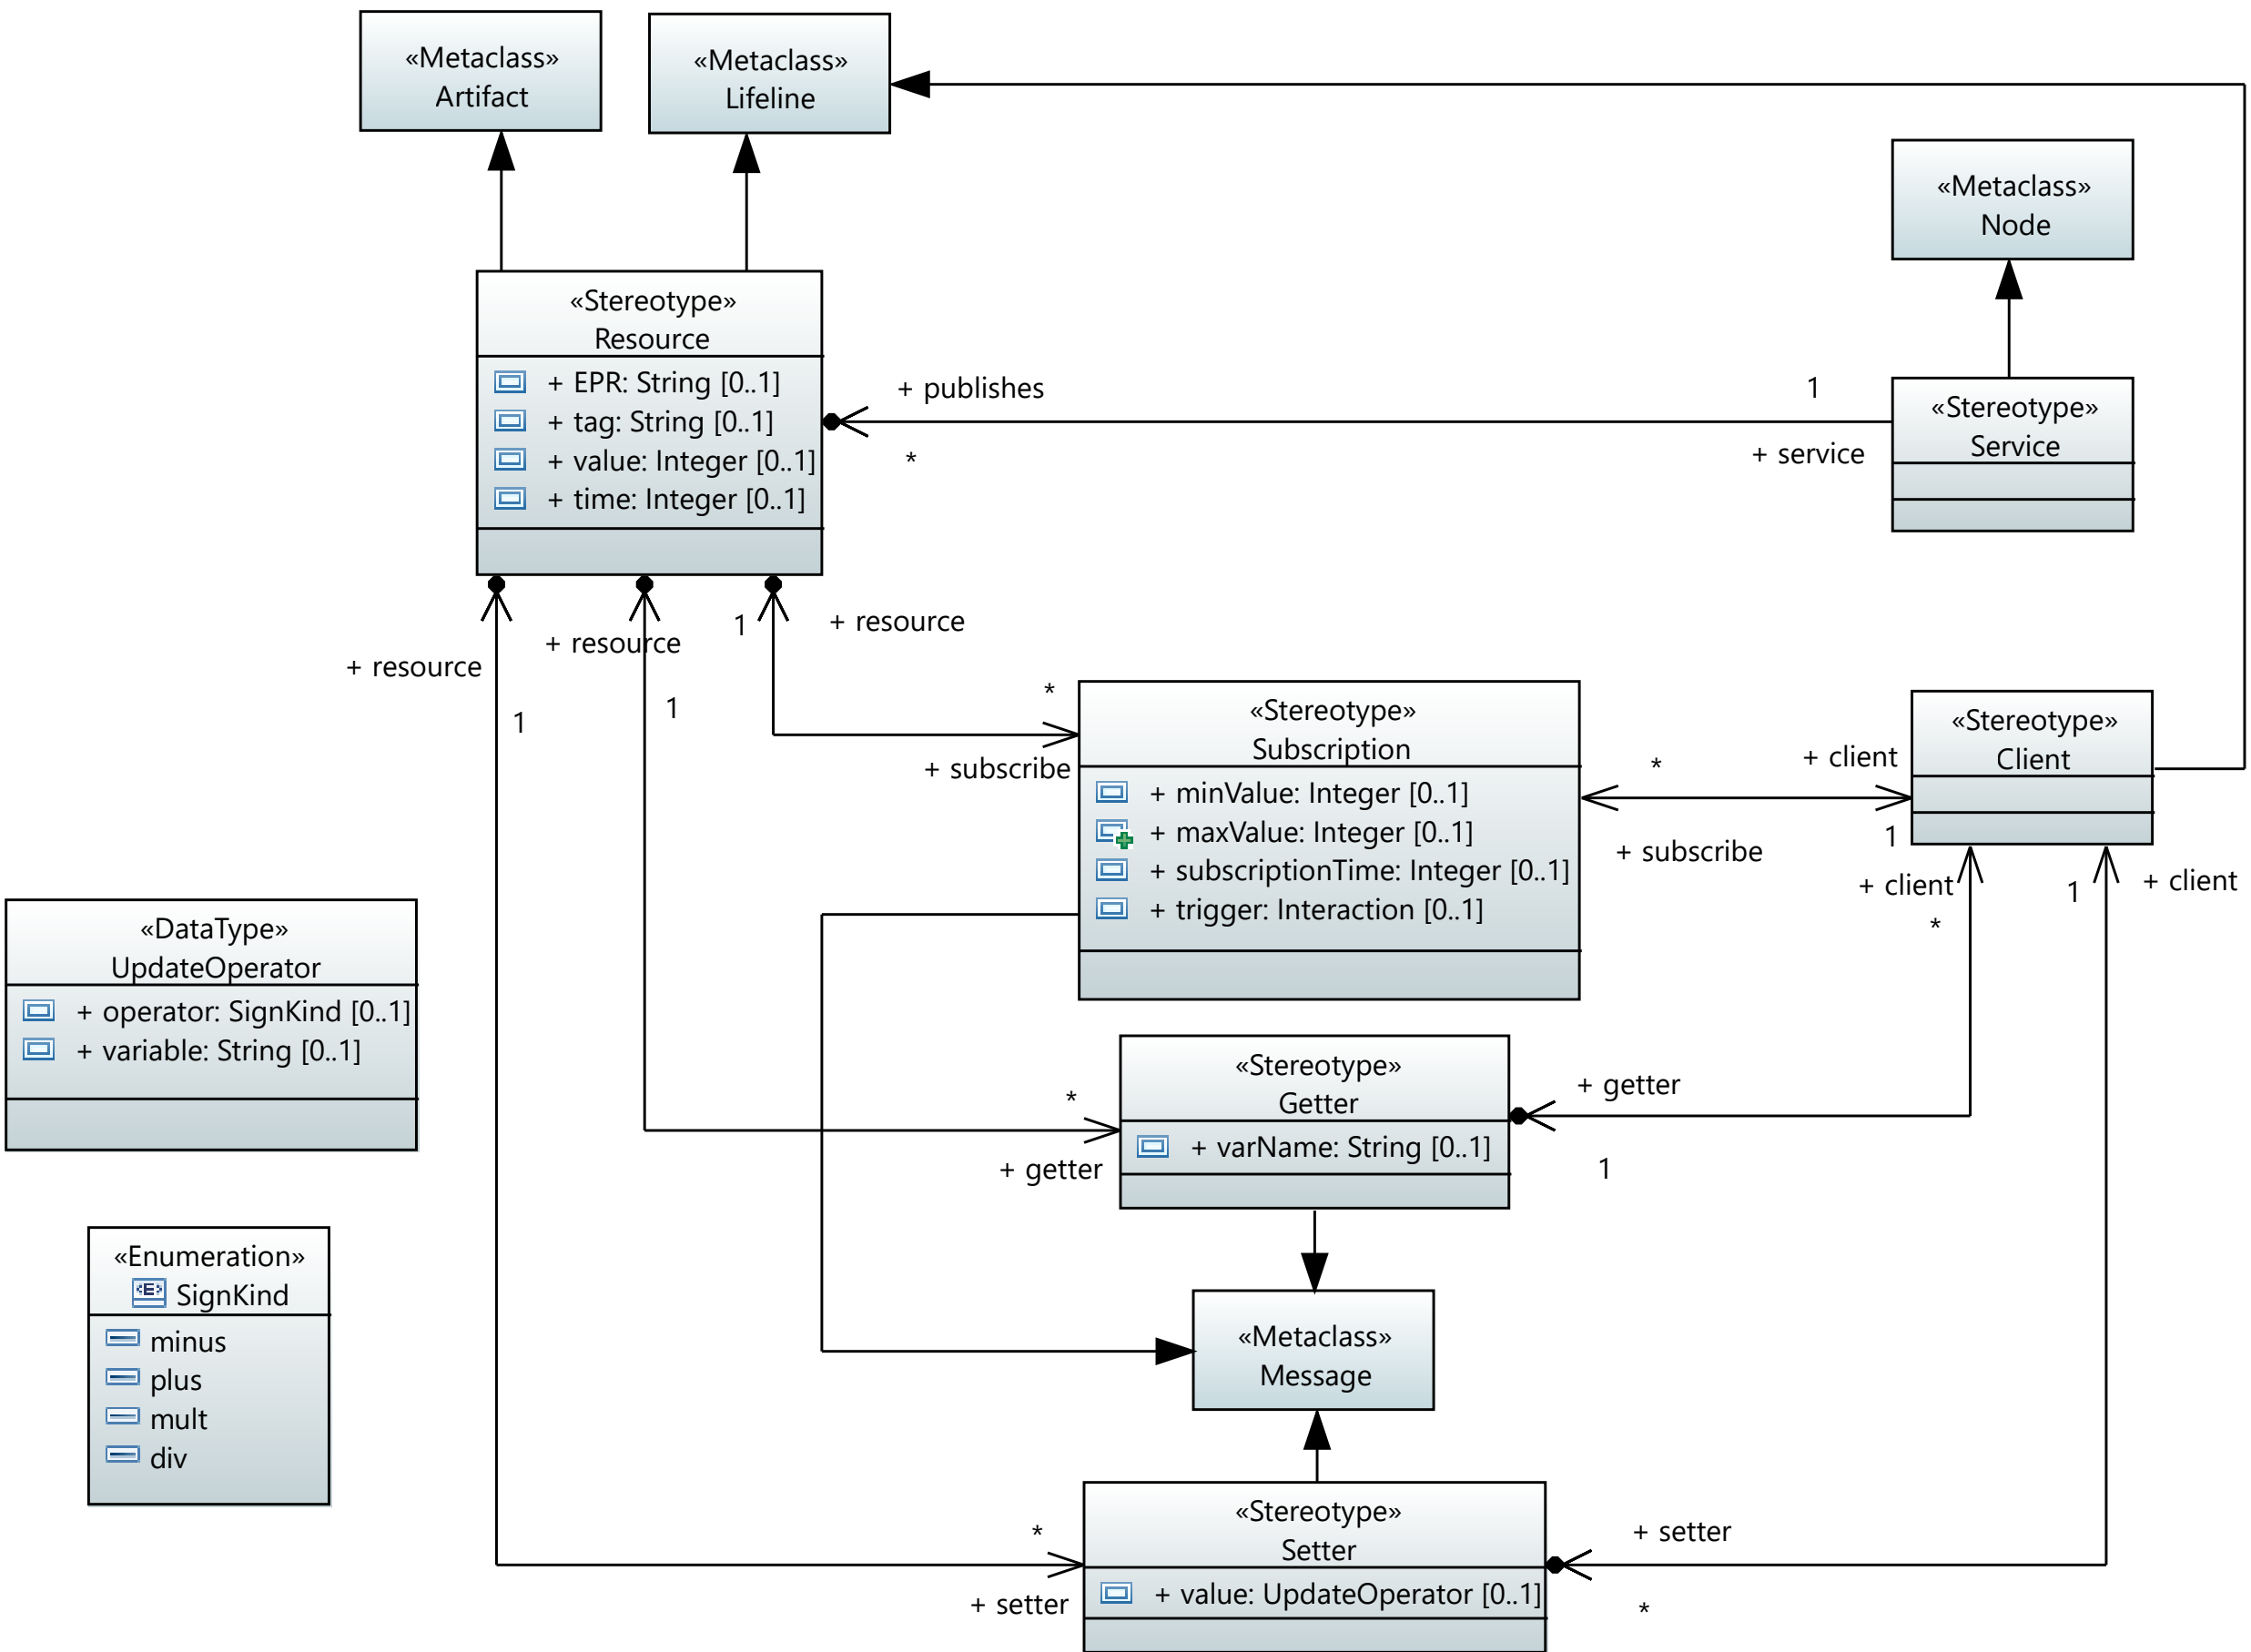 «Metaclass»
Artifact
«Metaclass»
Lifeline
«Metaclass»
Node
«Stereotype»
Resource
+ EPR: String [0..1]
+ tag: String [0..1]
+ value: Integer [0..1]
+ time: Integer [0..1]
+ publishes
*
1
+ service
«Stereotype»
Service
+ resource
1
+ resource
1
1
+ resource
*
+ subscribe
«Stereotype»
Subscription
+ minValue: Integer [0..1]
+ maxValue: Integer [0..1]
+ subscriptionTime: Integer [0..1]
+ trigger: Interaction [0..1]
*
+ subscribe
+ client
1
«Stereotype»
Client
+ client
*
1
+ client
«DataType»
UpdateOperator
+ operator: SignKind [0..1]
+ variable: String [0..1]
*
+ getter
«Stereotype»
Getter
+ varName: String [0..1]
+ getter
1
«Enumeration»
<E> SignKind
minus
plus
mult
div
«Metaclass»
Message
*
+ setter
«Stereotype»
Setter
+ value: UpdateOperator [0..1]
+ setter
*